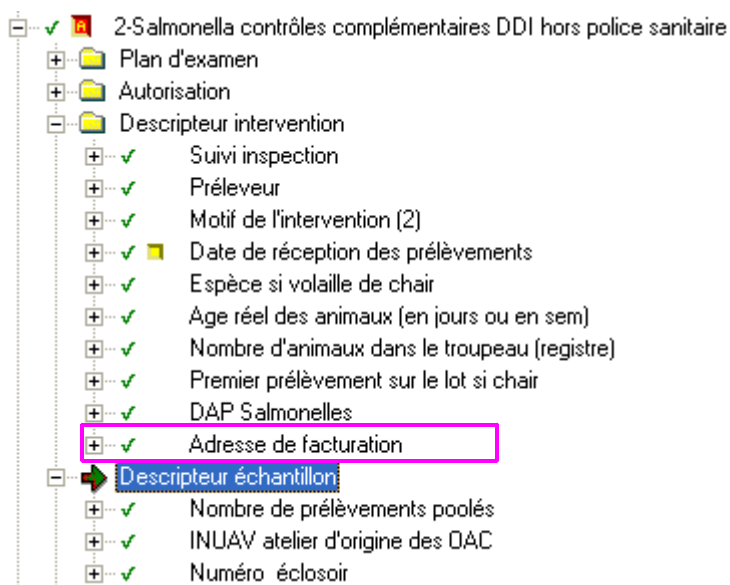 2-Salmonella contrôles complémentaires DDI hors police sanitaire
Plan d'examen
Autorisation
Descripteur intervention
Suivi inspection
Préleveur
Motif de l'intervention (2)
Date de réception des prélèvements
Espèce si volaille de chair
Age réel des animaux (en jours ou en sem)
Nombre d'animaux dans le troupeau (registre)
Premier prélèvement sur le lot si chair
DAP Salmonelles
Adresse de facturation
Descripteur échantillon
Nombre de prélèvements poolés
INUAV atelier d'origine des OAC
Numéro  éclosoir